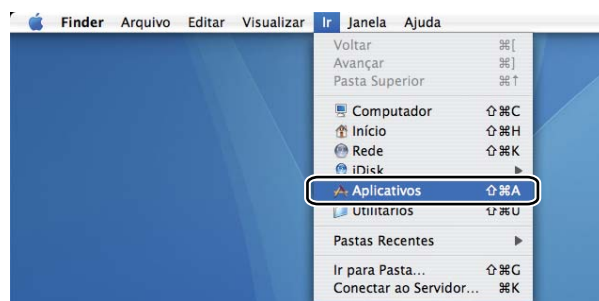 Finder Arquivo Editar Visualizar Ir Janela Ajuda
Voltar ⌘[
Avançar ⌘]
Pasta Superior ⌘↑
Computador ⇧⌘C
Início ⇧⌘H
Rede ⇧⌘K
iDisk ▶
Aplicativos ⇧⌘A
Utilitários ⇧⌘U
Pastas Recentes ▶
Ir para Pasta... ⇧⌘G
Conectar ao Servidor... ⌘K